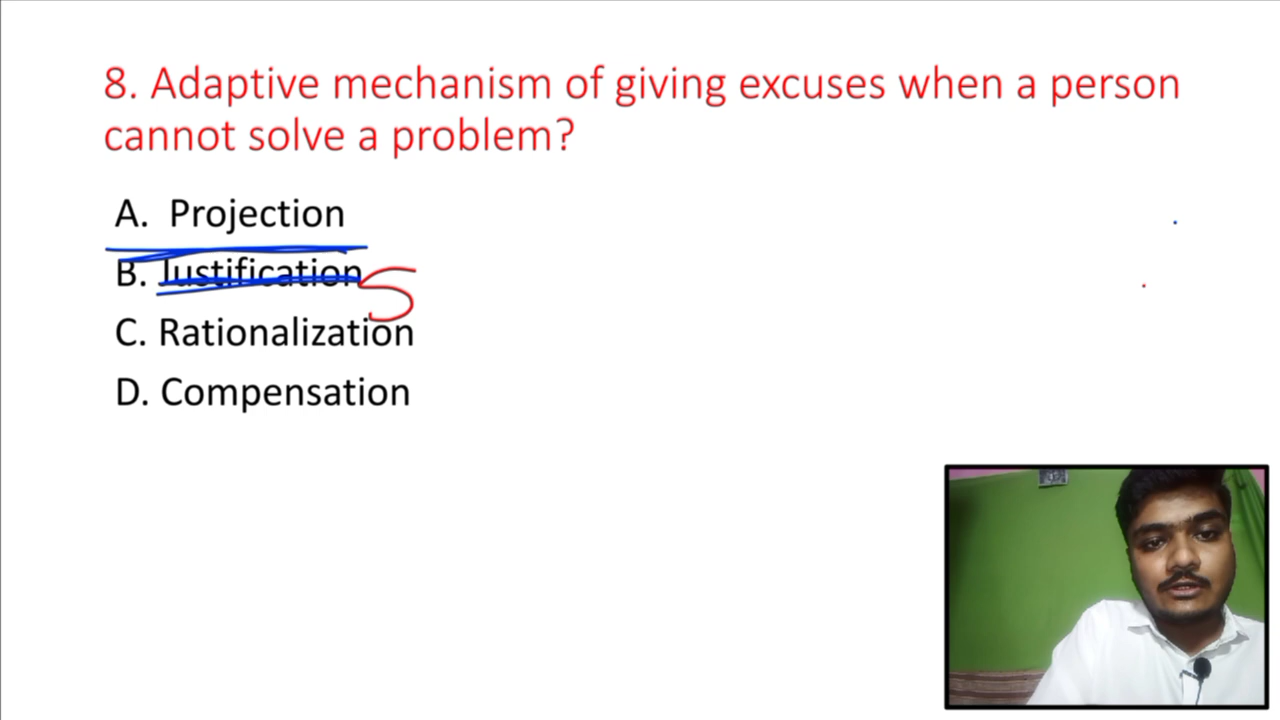 8. Adaptive mechanism of giving excuses when a person
cannot solve a problem?
A. Projection
B. Justification
C. Rationalization
D. Compensation